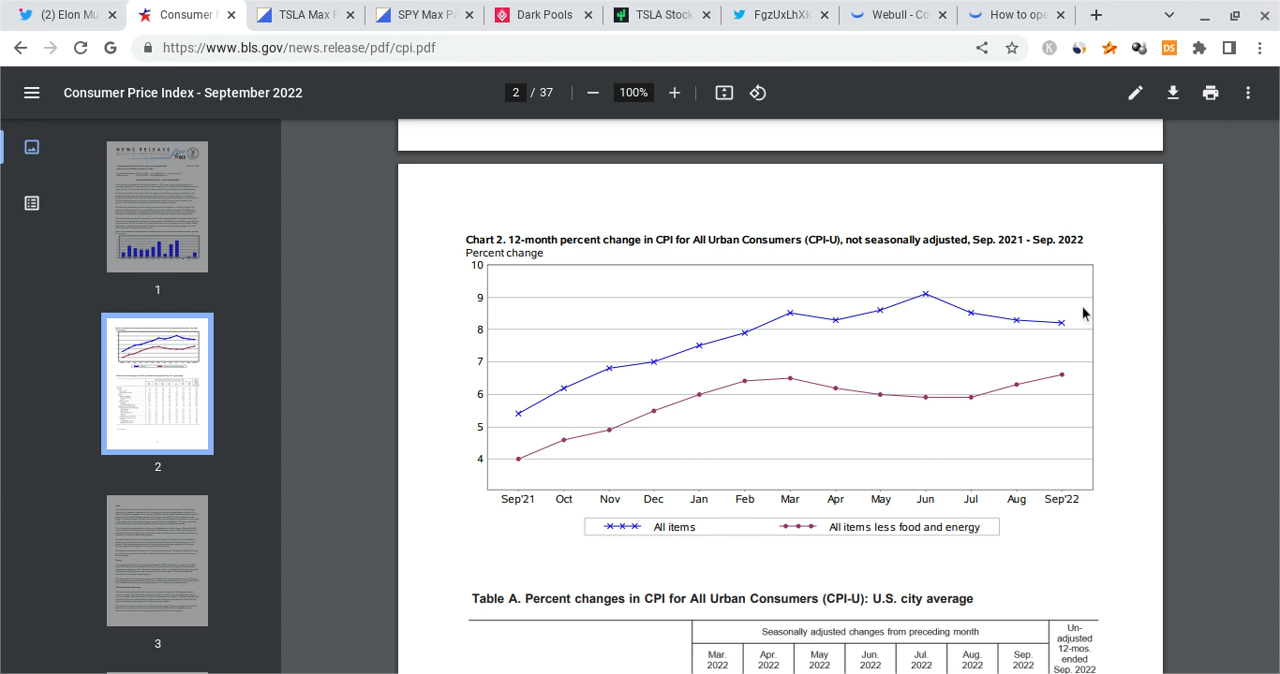 (2) Elon Mu
Consumer P
TSLA Max P
SPY Max Pa
Dark Pools
TSLA Stock
FgzUxLhXk
Webull - Co
How to ope
https://www.bls.gov/news.release/pdf/cpi.pdf
K
DS
Consumer Price Index - September 2022
2 / 37
100%
NEWS RELEASE
1
2
3
Chart 2. 12-month percent change in CPI for All Urban Consumers (CPI-U), not seasonally adjusted, Sep. 2021 - Sep. 2022
Percent change
10
9
8
7
6
5
4
Sep'21 Oct Nov Dec Jan Feb Mar Apr May Jun Jul Aug Sep'22
All items All items less food and energy
Table A. Percent changes in CPI for All Urban Consumers (CPI-U): U.S. city average
Seasonally adjusted changes from preceding month
Un-
adjusted
12-mos.
ended
Sep. 2022
Mar.
2022
Apr.
2022
May
2022
Jun.
2022
Jul.
2022
Aug.
2022
Sep.
2022